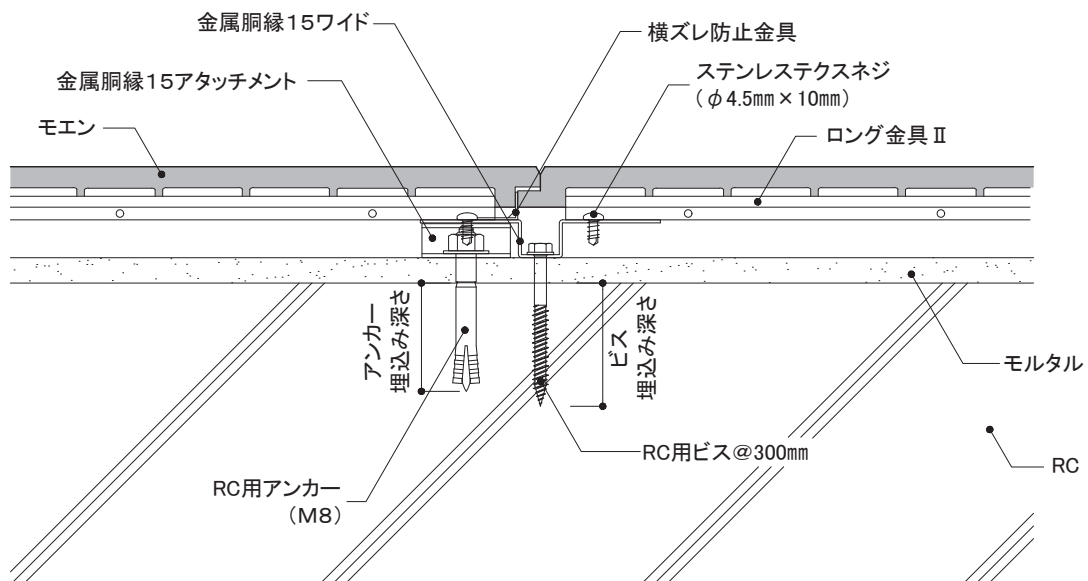 金属胴縁15ワイド
横ズレ防止金具
金属胴縁15アタッチメント
ステンレステクスネジ
(φ4.5㎜×10㎜)
モエン
ロング金具Ⅱ
アンカー
埋込み深さ
ビス
埋込み深さ
モルタル
RC用ビス@300㎜
RC
RC用アンカー
(M8)